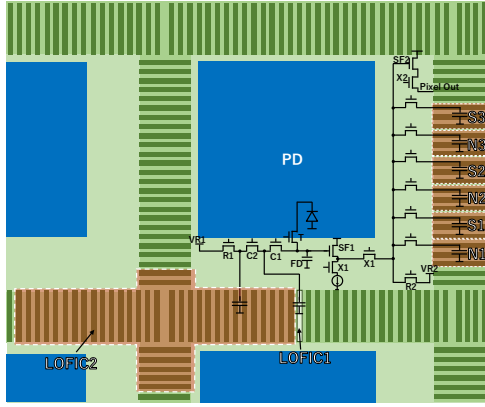 SF2
X2
Pixel Out
S3
N3
PD
S2
N2
S1
VR1
T
SF1
R1 C2 C1
N1
FD X1 X1
VR2
R2
LOFIC2
LOFIC1